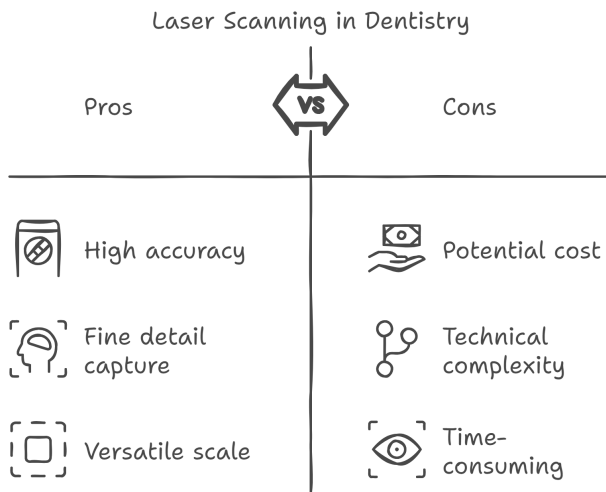 Laser Scanning in Dentistry
Pros
VS
Cons
High accuracy
Potential cost
Fine detail
capture
Technical
complexity
Versatile scale
Time-
consuming